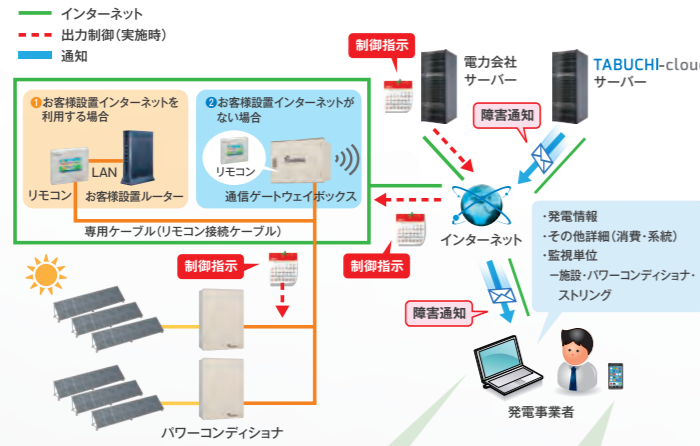 インターネット
出力制御（実施時）
通知
制御指示
電力会社
サーバー
TABUCHI-cloud
サーバー
❶お客様設置インターネットを
利用する場合
❷お客様設置インターネットが
ない場合
障害通知
リモコン
LAN
リモコン
お客様設置ルーター
通信ゲートウェイボックス
専用ケーブル（リモコン接続ケーブル）
インターネット
制御指示
制御指示
・発電情報
・その他詳細（消費・系統）
・監視単位
－施設・パワーコンディショナ・
ストリング
障害通知
発電事業者
パワーコンディショナ